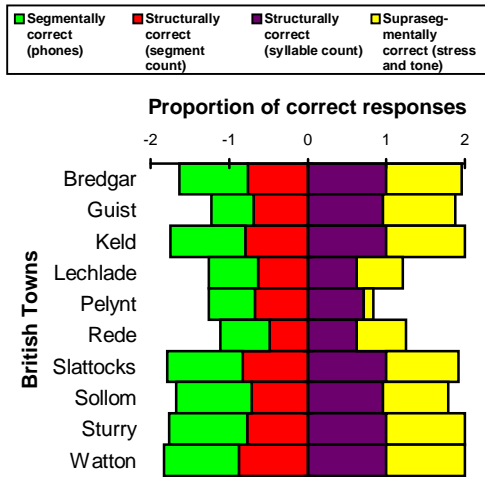 Segmentally
correct
(phones)
Structurally
correct
(segment
count)
Structurally
correct
(syllable count)
Supraseg-
mentally
correct (stress
and tone)
Proportion of correct responses
-2 -1 0 1 2
British Towns
Bredgar
Guist
Keld
Lechlade
Pelynt
Rede
Slattocks
Sollom
Sturry
Watton